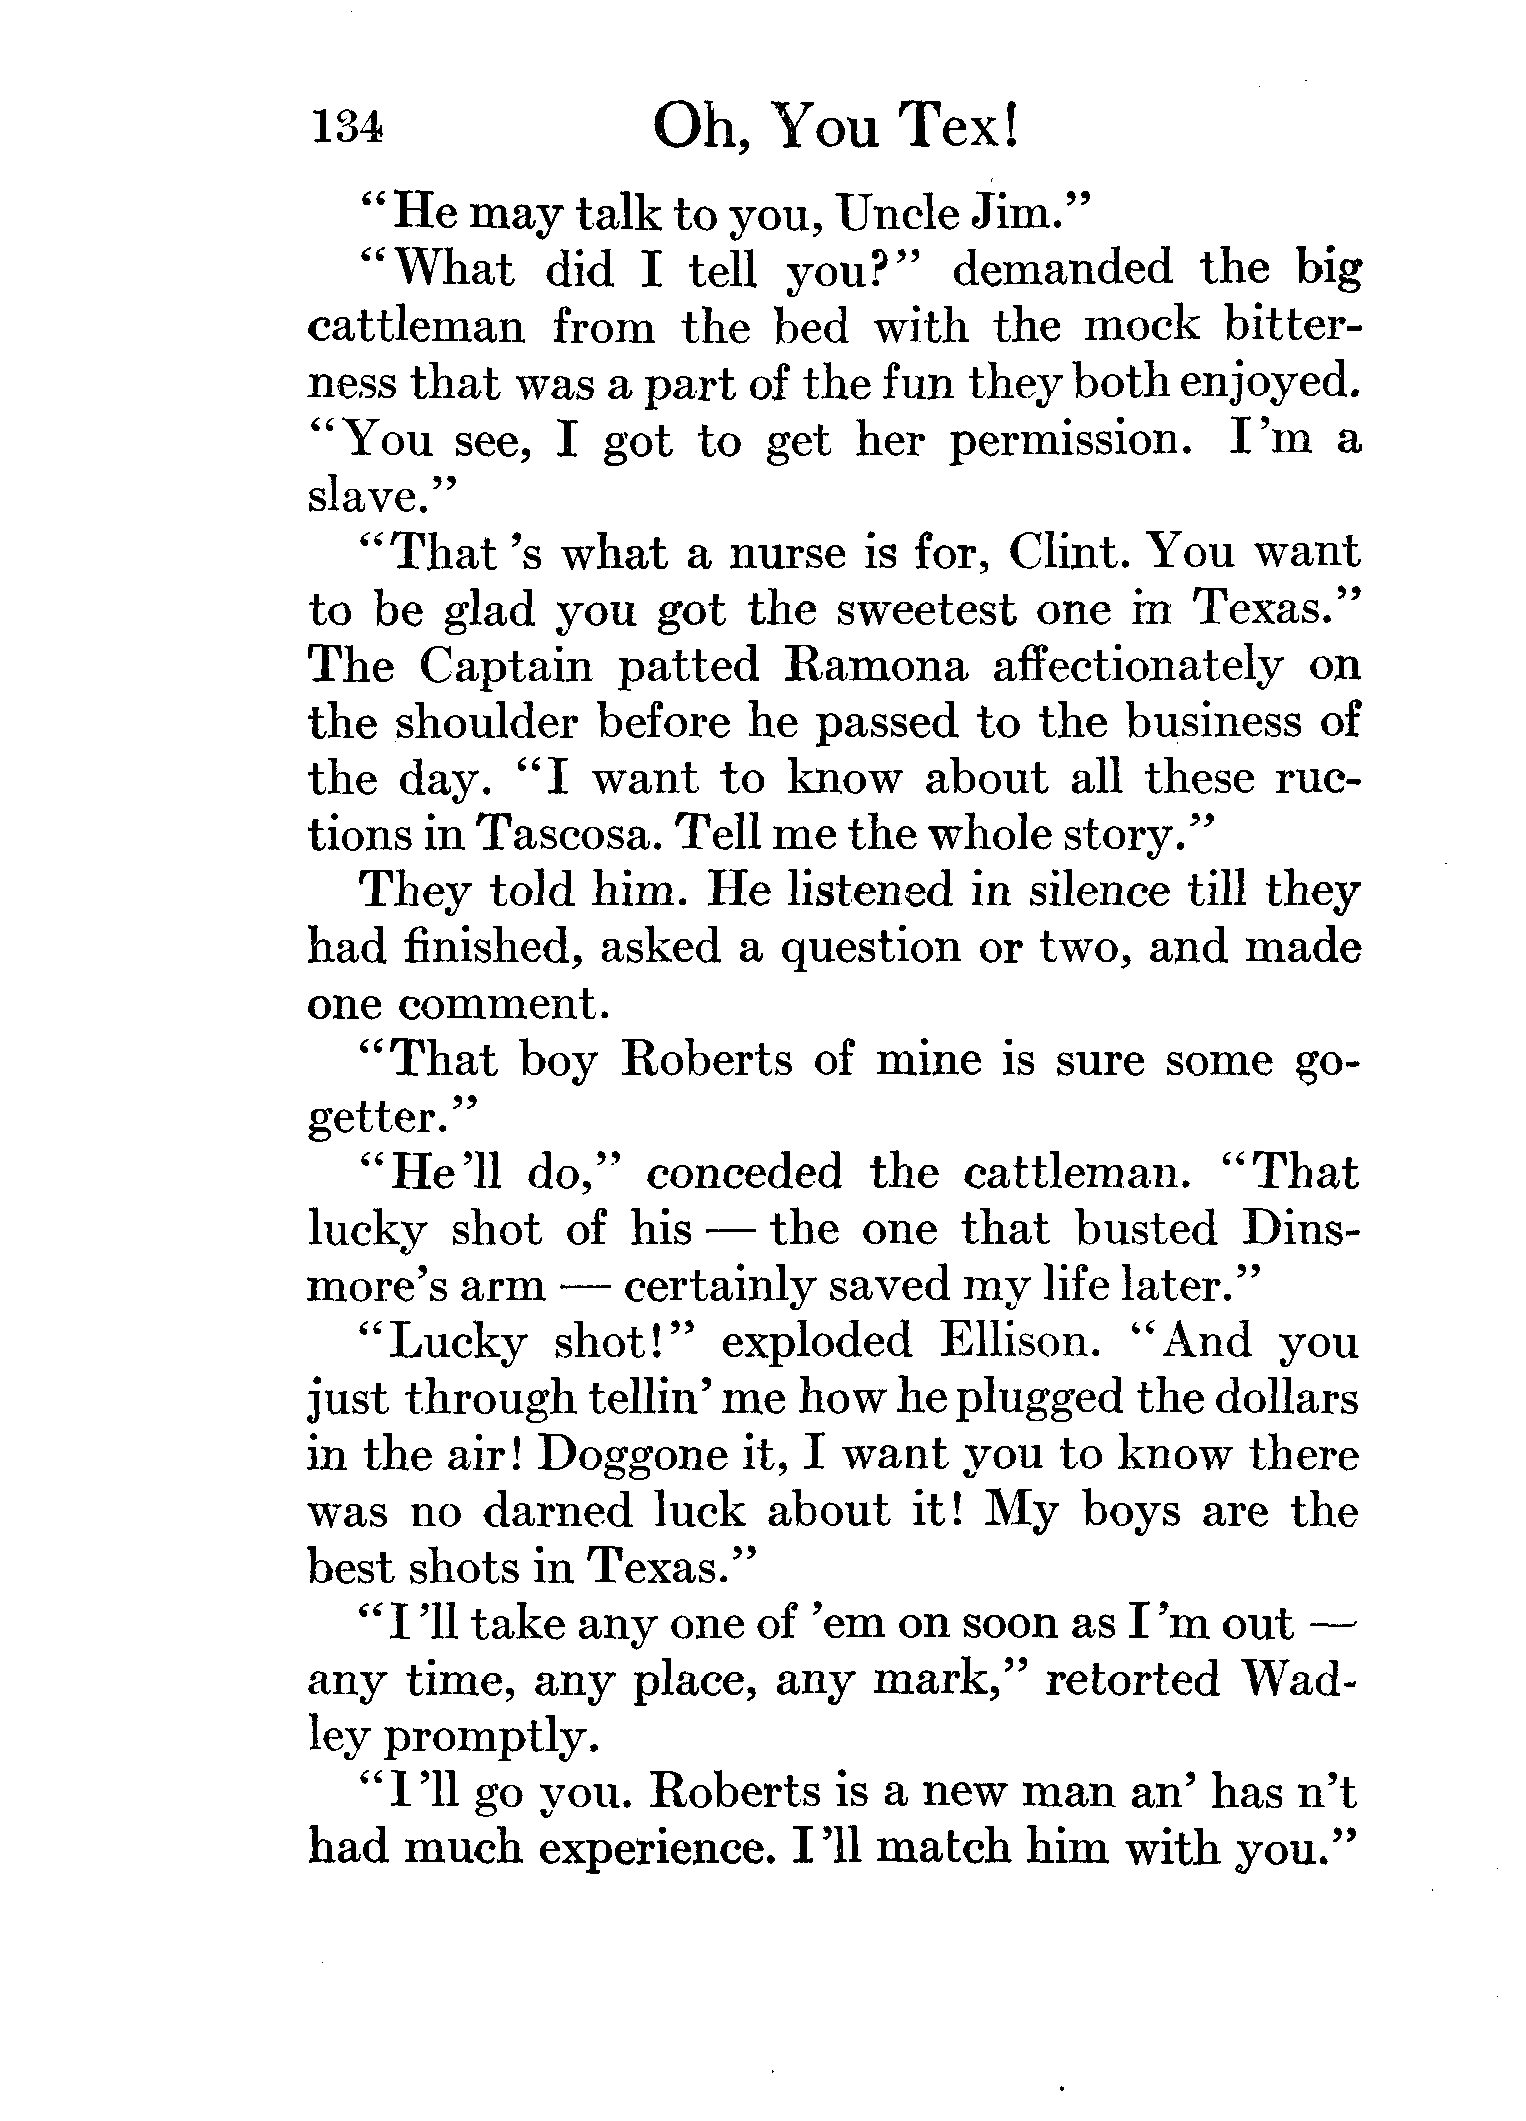 134 Oh, You Tex!
“He may talk to you, Uncle Jim.”
“What did I tell you?” demanded the big
cattleman from the bed with the mock bitter-
ness that was a part of the fun they both enjoyed.
“You see, I got to get her permission. I'm a
slave.”
“That 's what a nurse is for, Clint. You want
to be glad you got the sweetest one in Texas.”
The Captain patted Ramona affectionately on
the shoulder before he passed to the business of
the day. “I want to know about all these ruc-
tions in Tascosa. Tell me the whole story.”
They told him. He listened in silence till they
had finished, asked a question or two, and made
one comment.
“That boy Roberts of mine is sure some go-
getter.”
“He'll do,” conceded the cattleman. “That
lucky shot of his — the one that busted Dins-
more's arm — certainly saved my life later.”
“Lucky shot!” exploded Ellison. “And you
just through tellin' me how he plugged the dollars
in the air! Doggone it, I want you to know there
was no darned luck about it! My boys are the
best shots in Texas.”
“I 'll take any one of 'em on soon as I 'm out —
any time, any place, any mark,” retorted Wad-
ley promptly.
“I 'll go you. Roberts is a new man an' has n't
had much experience. I 'll match him with you.”